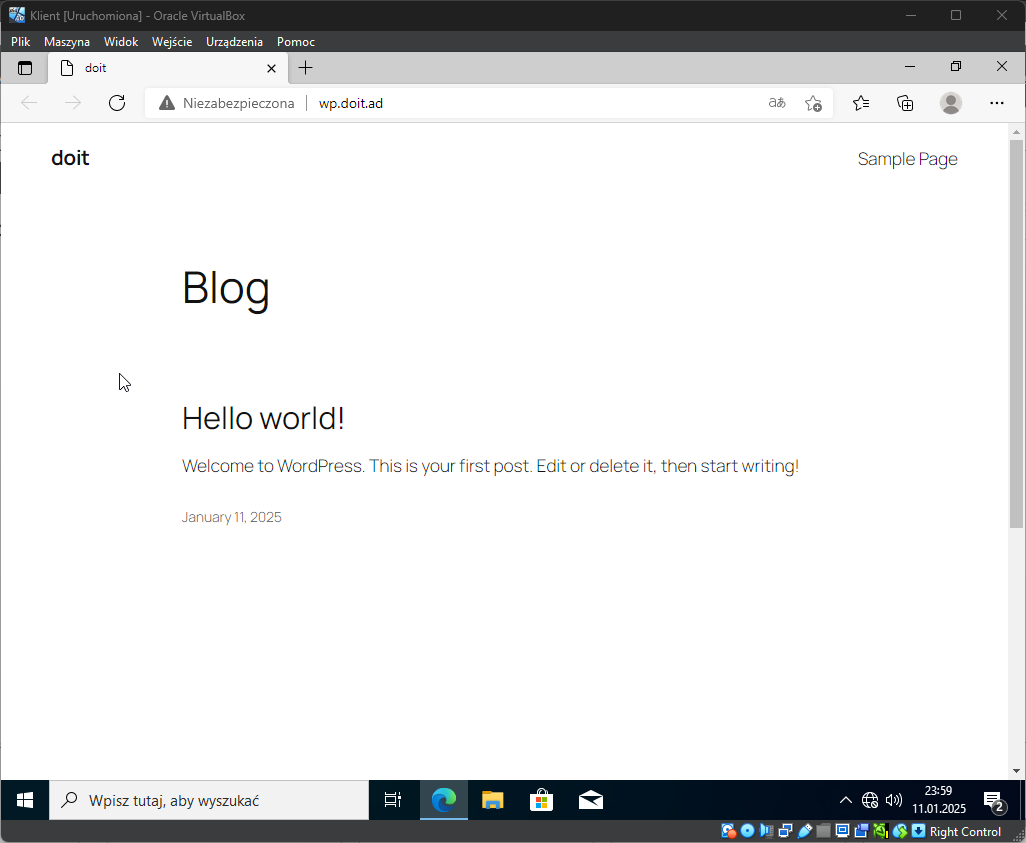 Klient [Uruchomiona] - Oracle VirtualBox
Plik Maszyna Widok Wejście Urządzenia Pomoc
doit
Niezabezpieczona wp.doit.ad
doit Sample Page
Blog
Hello world!
Welcome to WordPress. This is your first post. Edit or delete it, then start writing!
January 11, 2025
Wpisz tutaj, aby wyszukać
23:59
11.01.2025
2
Right Control